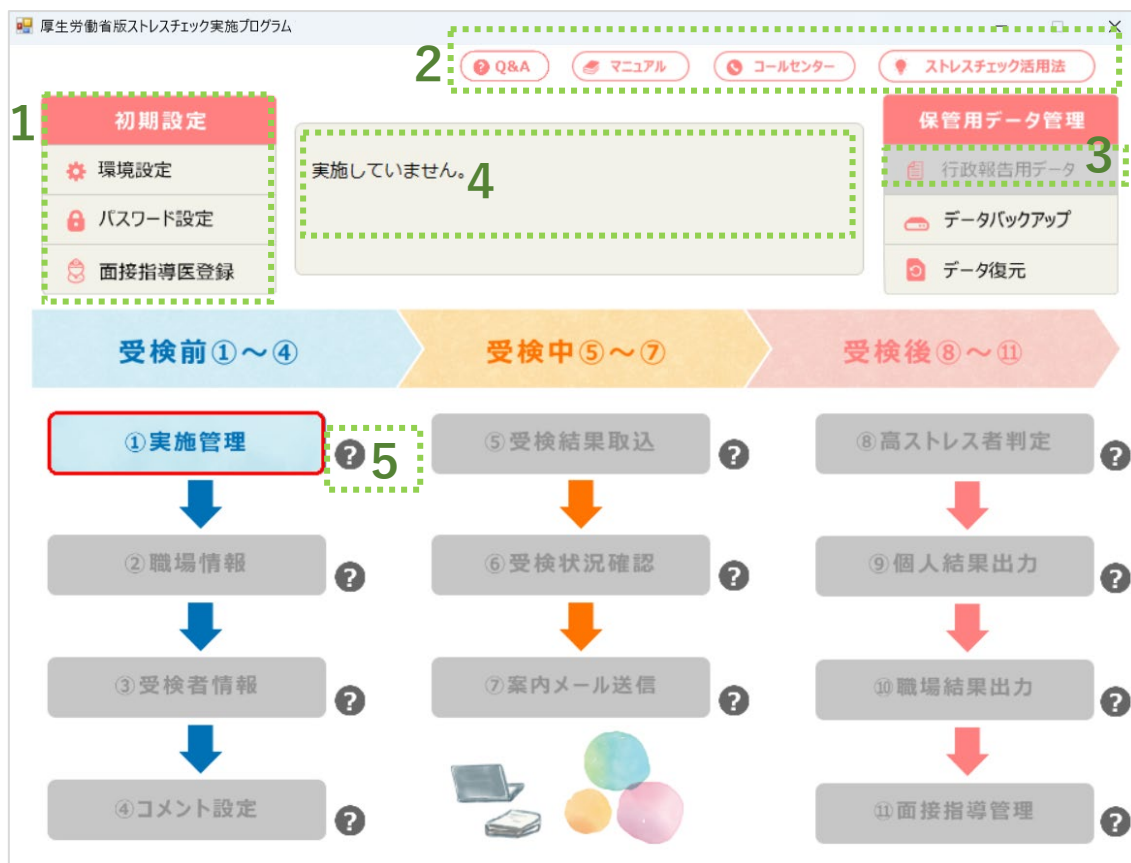 厚生労働省版ストレスチェック実施プログラム
2
Q&A
マニュアル
コールセンター
ストレスチェック活用法
1
初期設定
環境設定
パスワード設定
面接指導医登録
実施していません。
4
保管用データ管理
行政報告用データ
3
データバックアップ
データ復元
受検前①～④
受検中⑤～⑦
受検後⑧～⑪
①実施管理
?
5
⑤受検結果取込
?
⑧高ストレス者判定
?
②職場情報
?
⑥受検状況確認
?
⑨個人結果出力
?
③受検者情報
?
⑦案内メール送信
?
⑩職場結果出力
?
④コメント設定
?
⑪面接指導管理
?